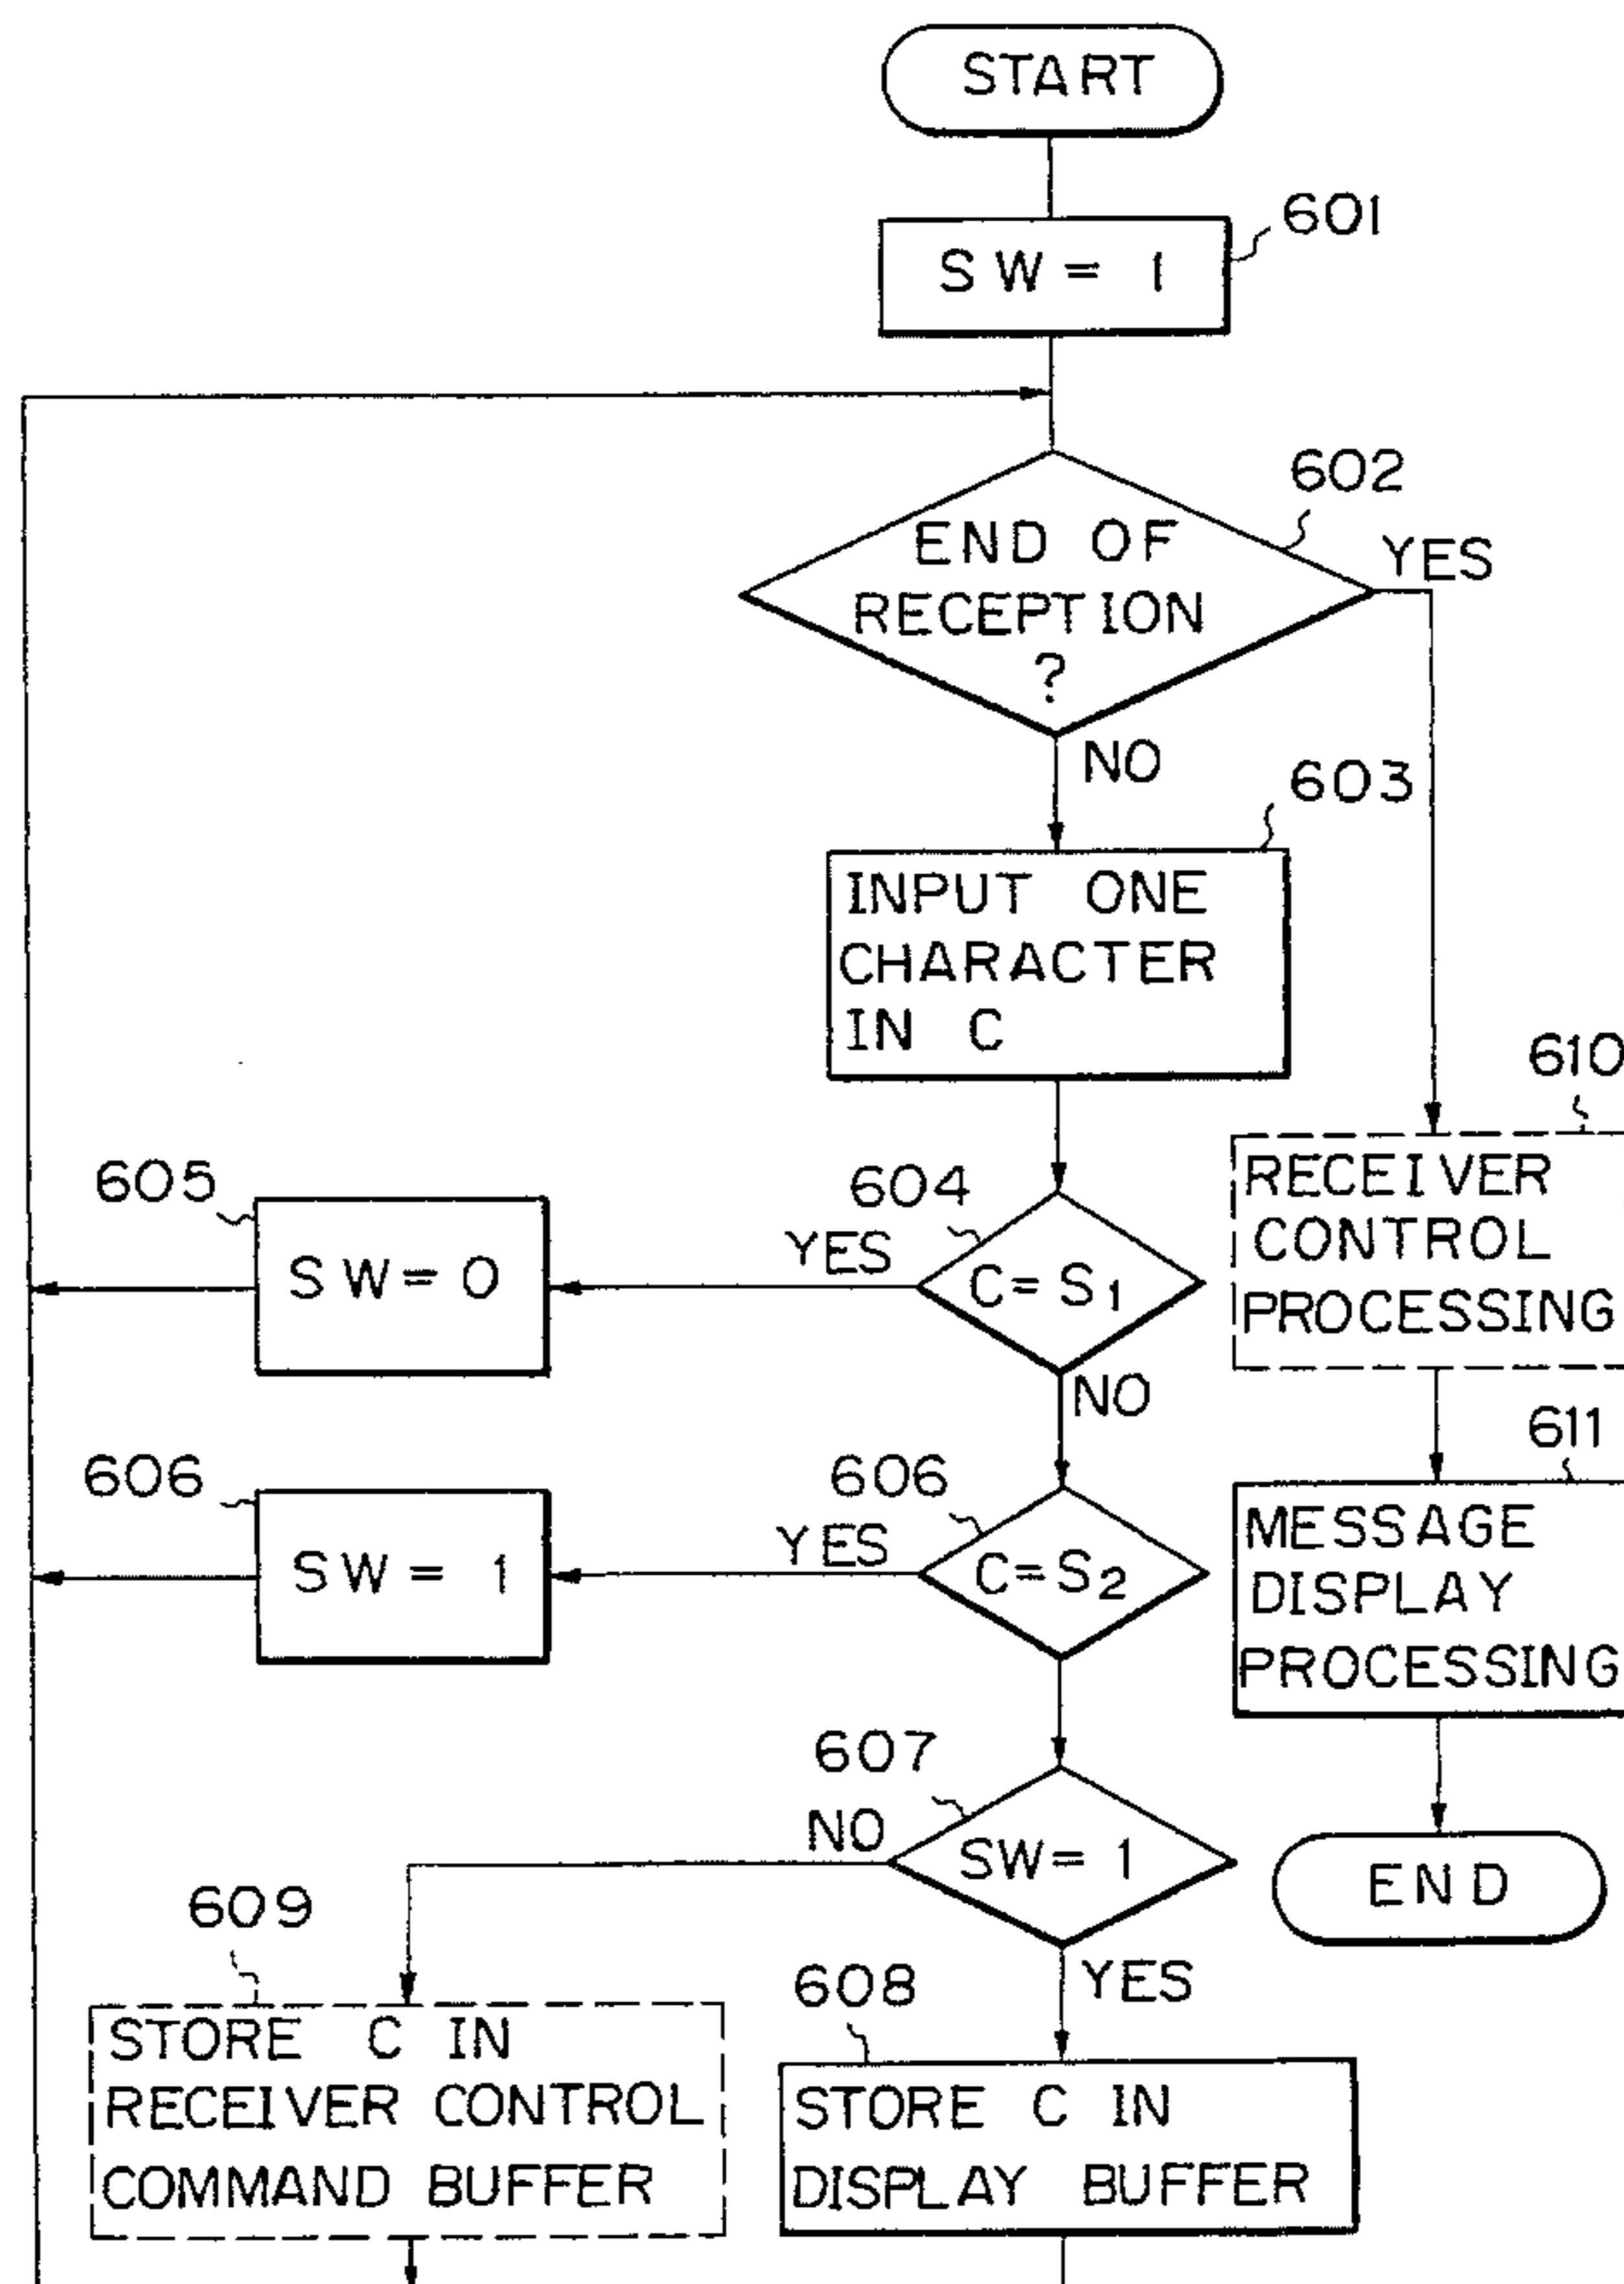 START
601
SW = 1
602
END OF
RECEPTION
?
YES
NO
603
INPUT ONE
CHARACTER
IN C
610
RECEIVER
CONTROL
PROCESSING
604
605
YES
SW = 0
C = S1
NO
611
606
606
YES
SW = 1
C = S2
MESSAGE
DISPLAY
PROCESSING
607
NO
SW = 1
END
609
YES
608
STORE C IN
RECEIVER CONTROL
COMMAND BUFFER
STORE C IN
DISPLAY BUFFER